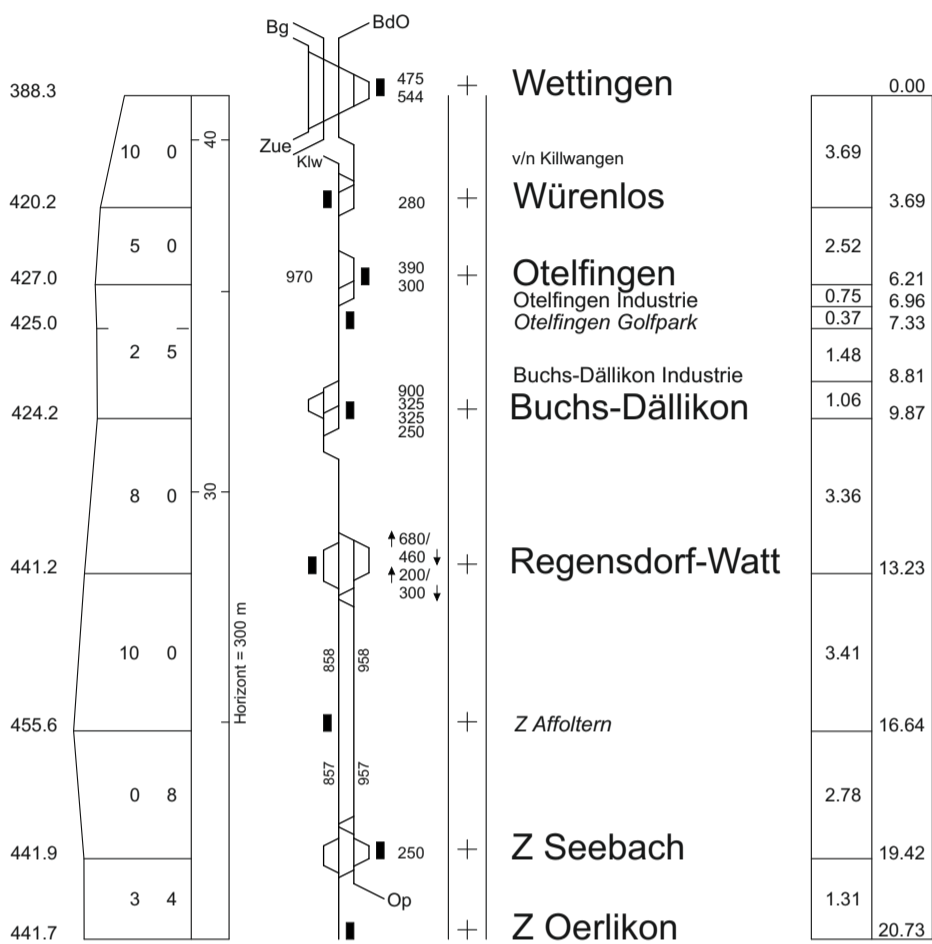 Bg BdO
388.3 475 544 Wettingen 0.00
Zue
10 0 40 Klw v/n Killwangen 3.69
420.2 280 Würenlos 3.69
5 0 2.52
427.0 970 390 300 Otelfingen 6.21
Otelfingen Industrie 0.75 6.96
425.0 Otelfingen Golfpark 0.37 7.33
2 5 1.48
Buchs-Dällikon Industrie 8.81
424.2 900 325 325 250 Buchs-Dällikon 1.06 9.87
8 0 30 3.36
441.2 ↑ 680/ 460 ↓ ↑ 200/ 300 ↓ Regensdorf-Watt 13.23
10 0 Horizont = 300 m 858 958 3.41
455.6 Z Affoltern 16.64
0 8 857 957 2.78
441.9 250 Z Seebach 19.42
3 4 Op 1.31
441.7 Z Oerlikon 20.73